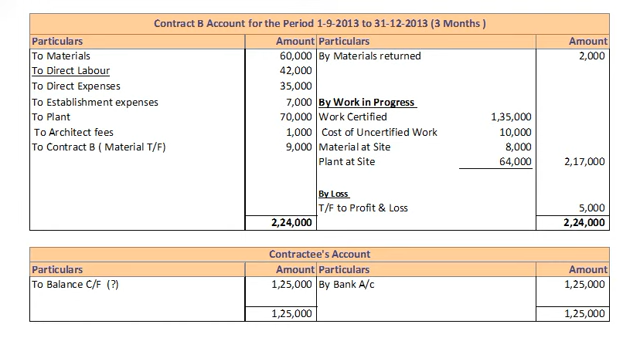 Contract B Account for the Period 1-9-2013 to 31-12-2013 (3 Months )
Particulars Amount Particulars Amount
To Materials 60,000 By Materials returned 2,000
To Direct Labour 42,000
To Direct Expenses 35,000
To Establishment expenses 7,000 By Work in Progress
To Plant 70,000 Work Certified 1,35,000
To Architect fees 1,000 Cost of Uncertified Work 10,000
To Contract B ( Material T/F) 9,000 Material at Site 8,000
Plant at Site 64,000 2,17,000
By Loss
T/F to Profit & Loss 5,000
2,24,000 2,24,000
Contractee's Account
Particulars Amount Particulars Amount
To Balance C/F (?) 1,25,000 By Bank A/c 1,25,000
1,25,000 1,25,000